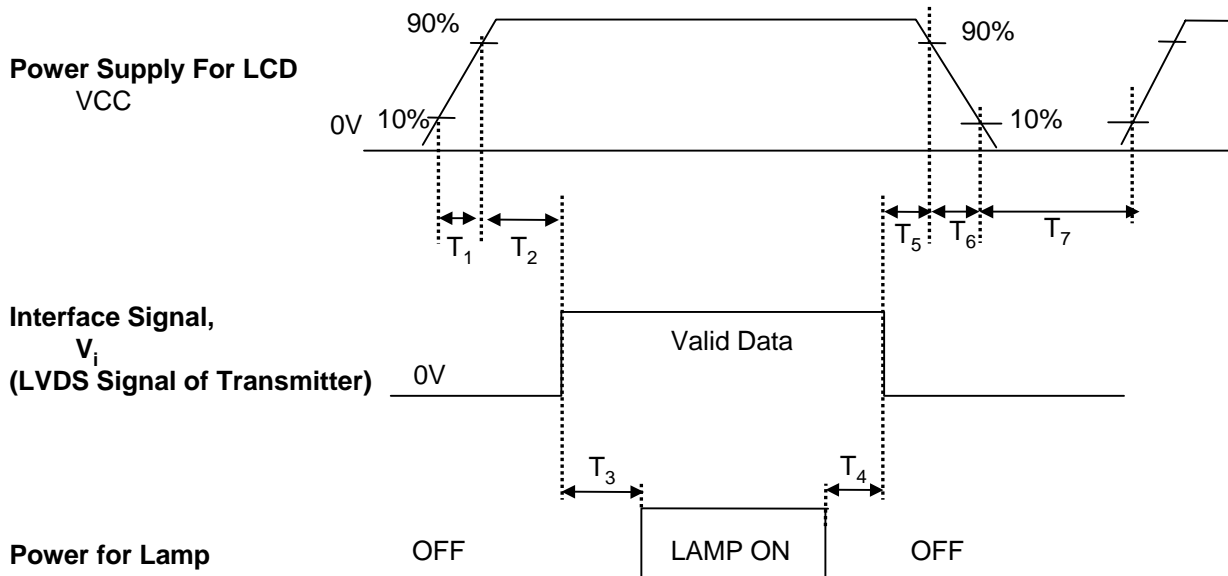 90%
90%
Power Supply For LCD
VCC
0V
10%
10%
T1
T2
T5
T6
T7
Interface Signal,
Vi
(LVDS Signal of Transmitter)
0V
Valid Data
T3
T4
Power for Lamp
OFF
LAMP ON
OFF